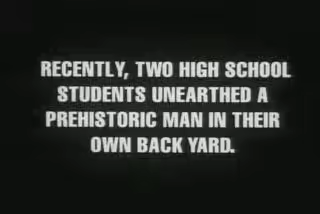 RECENTLY, TWO HIGH SCHOOL
STUDENTS UNEARTHED A
PREHISTORIC MAN IN THEIR
OWN BACK YARD.